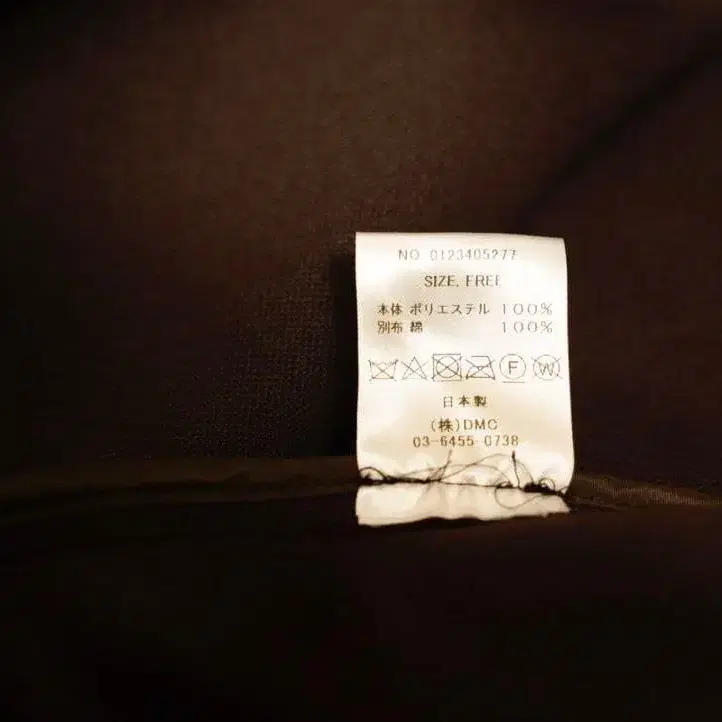 NO 0123405277
SIZE, FREE
本体 ポリエステル 100%
別布 綿 100%
F W
日本製
(株)DMC
03-6455-0738